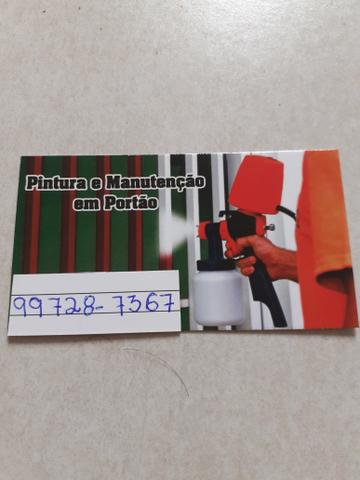 Pintura e Manutenção
em Portão
99728-7367